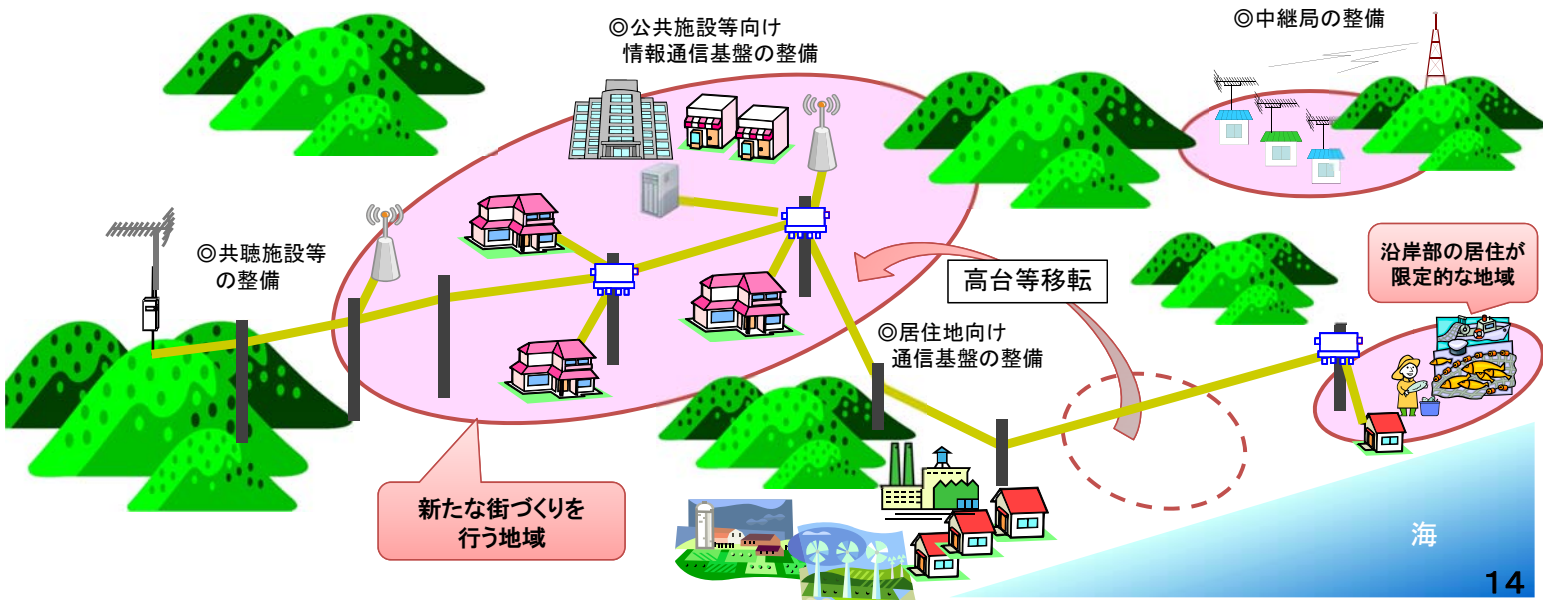 ◎公共施設等向け
情報通信基盤の整備
◎中継局の整備
◎共聴施設等
の整備
高台等移転
沿岸部の居住が
限定的な地域
◎居住地向け
通信基盤の整備
新たな街づくりを
行う地域
海
14